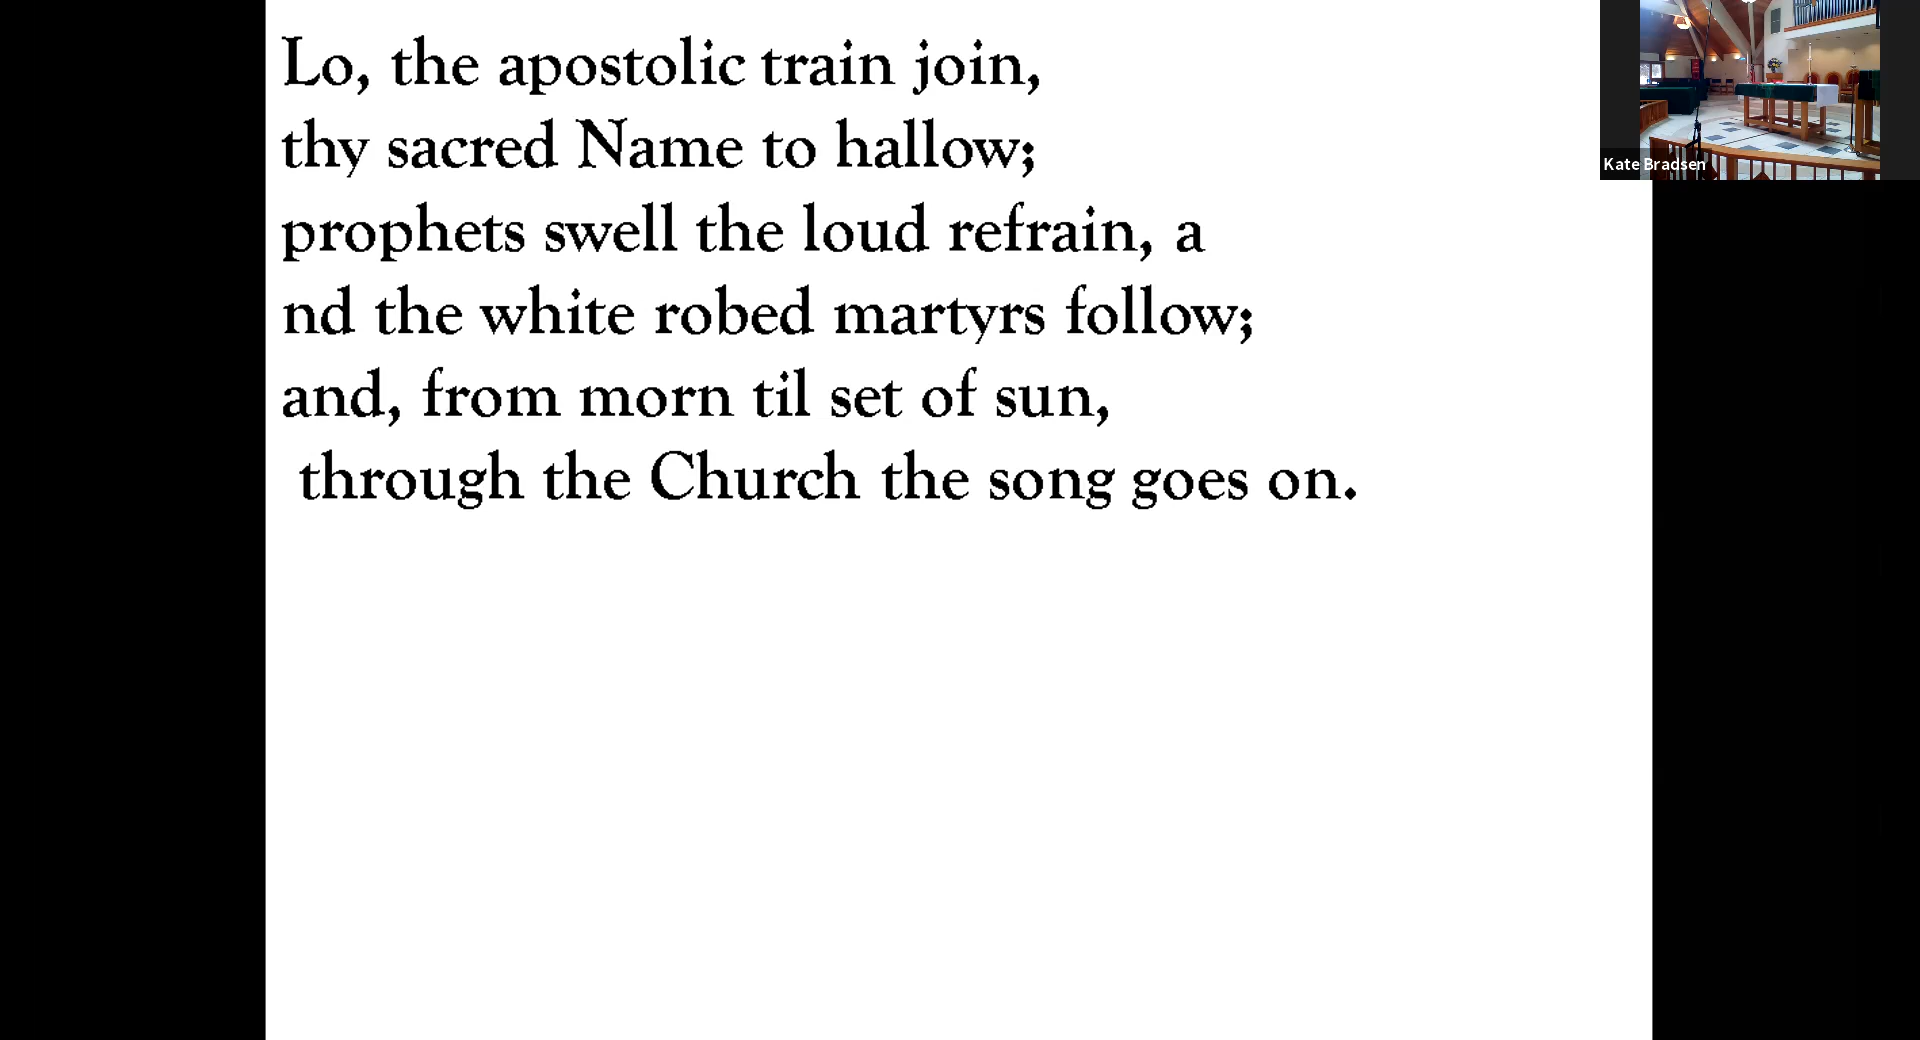 Lo, the apostolic train join,
thy sacred Name to hallow;
prophets swell the loud refrain, a
nd the white robed martyrs follow;
and, from morn til set of sun,
through the Church the song goes on.
Kate Bradsen